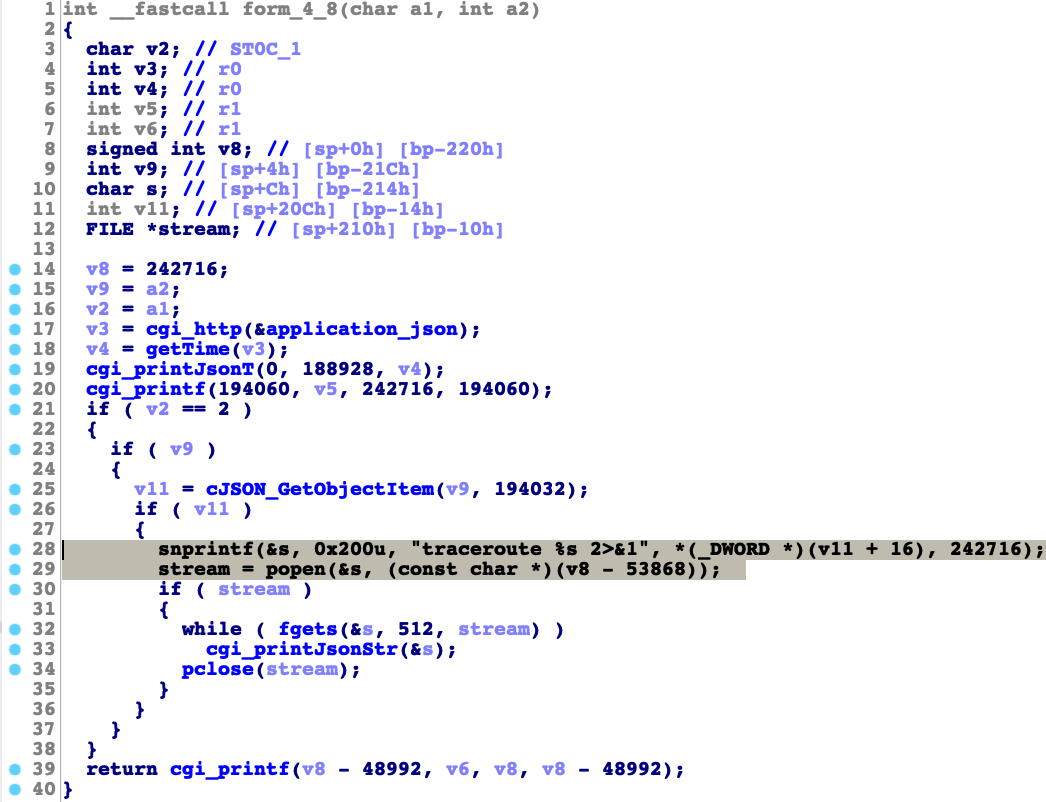 1 int __fastcall form_4_8(char a1, int a2)
2 {
3 char v2; // STOC_1
4 int v3; // r0
5 int v4; // r0
6 int v5; // r1
7 int v6; // r1
8 signed int v8; // [sp+0h] [bp-220h]
9 int v9; // [sp+4h] [bp-21Ch]
10 char s; // [sp+Ch] [bp-214h]
11 int v11; // [sp+20Ch] [bp-14h]
12 FILE *stream; // [sp+210h] [bp-10h]
13
14 v8 = 242716;
15 v9 = a2;
16 v2 = a1;
17 v3 = cgi_http(&application_json);
18 v4 = getTime(v3);
19 cgi_printJsonT(0, 188928, v4);
20 cgi_printf(194060, v5, 242716, 194060);
21 if ( v2 == 2 )
22 {
23 if ( v9 )
24 {
25 v11 = cJSON_GetObjectItem(v9, 194032);
26 if ( v11 )
27 {
28 snprintf(&s, 0x200u, "traceroute %s 2>&1", *(_DWORD *)(v11 + 16), 242716);
29 stream = popen(&s, (const char *)(v8 - 53868));
30 if ( stream )
31 {
32 while ( fgets(&s, 512, stream) )
33 cgi_printJsonStr(&s);
34 pclose(stream);
35 }
36 }
37 }
38 }
39 return cgi_printf(v8 - 48992, v6, v8, v8 - 48992);
40 }